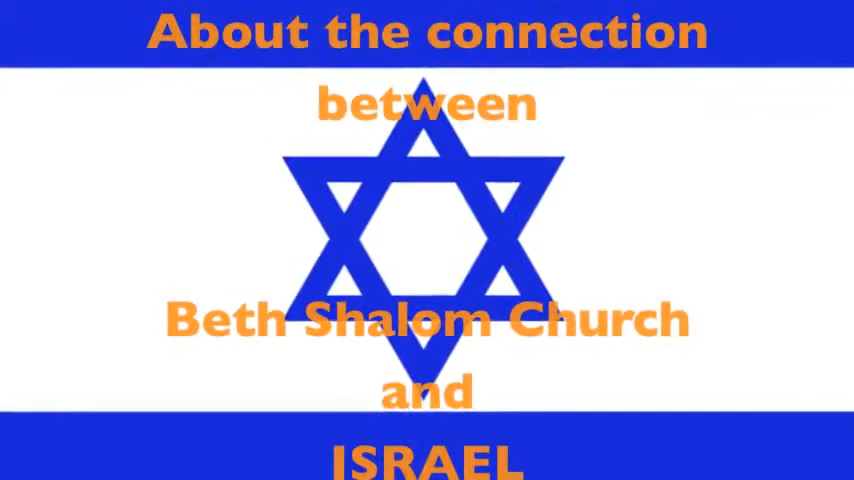 About the connection
between
Beth Shalom Church
and
ISRAEL